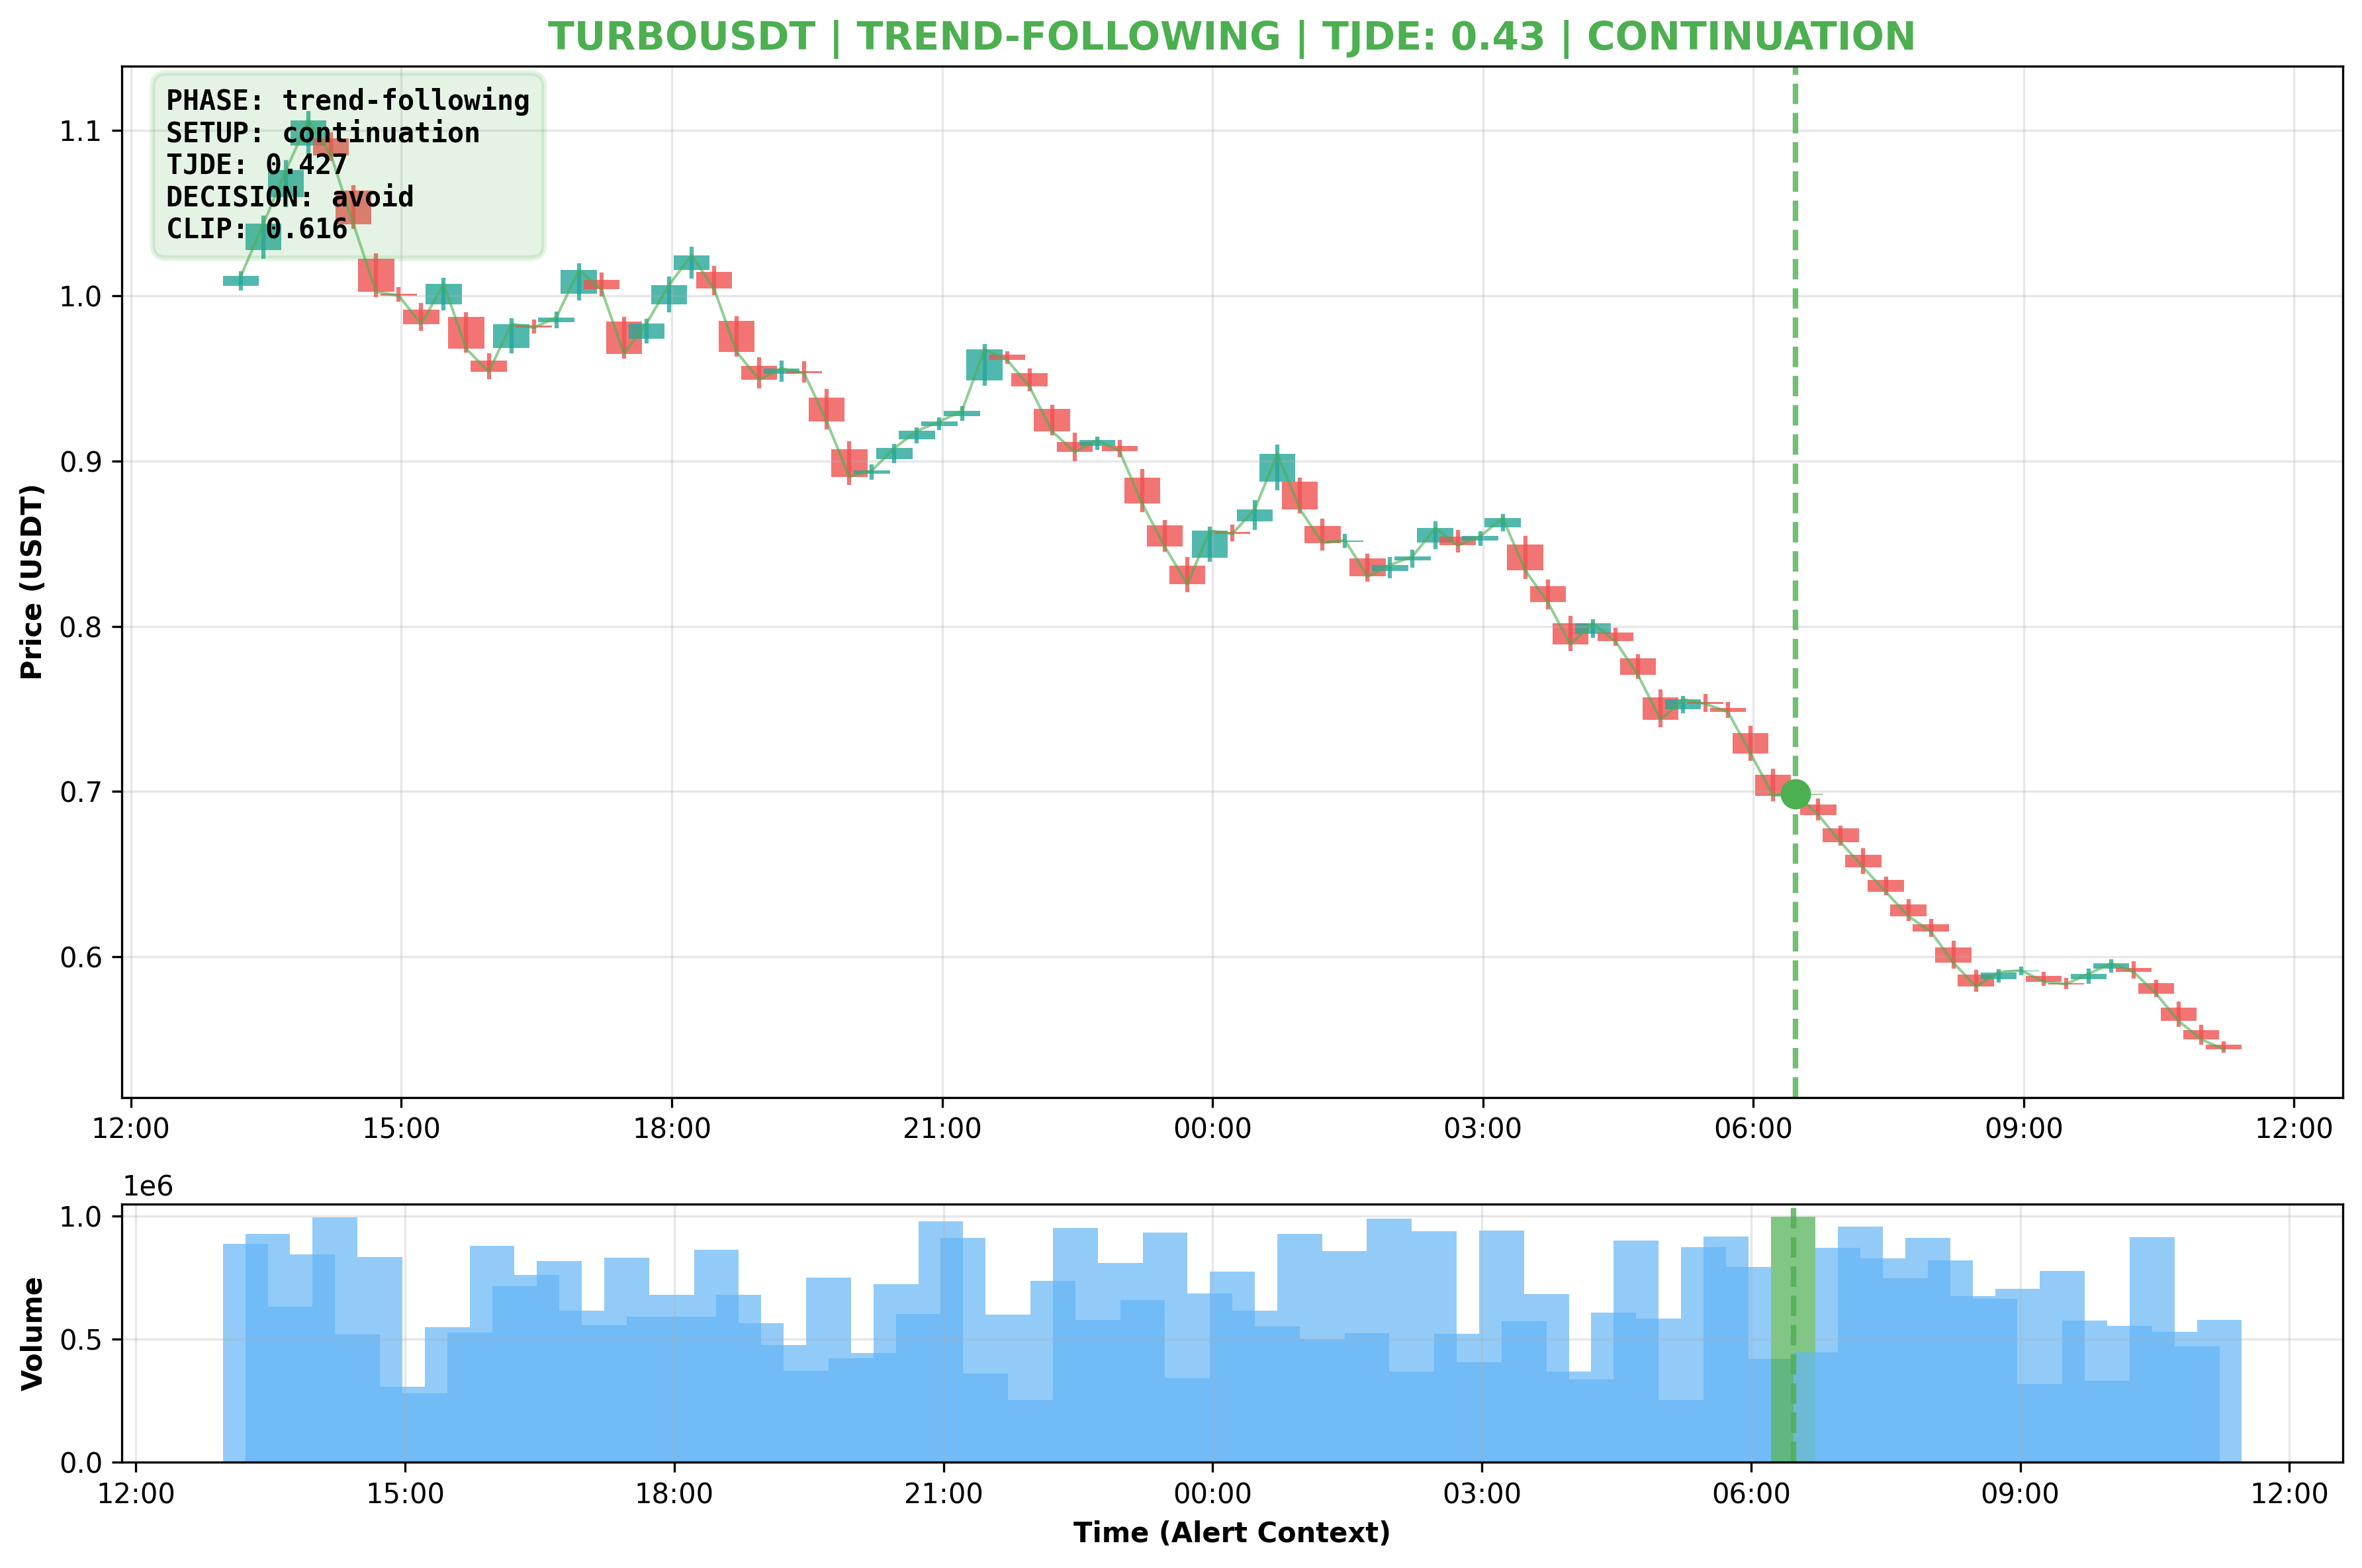 TURBOUSDT | TREND-FOLLOWING | TJDE: 0.43 | CONTINUATION
PHASE: trend-following
SETUP: continuation
TJDE: 0.427
DECISION: avoid
CLIP: 0.616
Price (USDT)
1.1
1.0
0.9
0.8
0.7
0.6
12:00 15:00 18:00 21:00 00:00 03:00 06:00 09:00 12:00
1e6
Volume
1.0
0.5
0.0
12:00 15:00 18:00 21:00 00:00 03:00 06:00 09:00 12:00
Time (Alert Context)